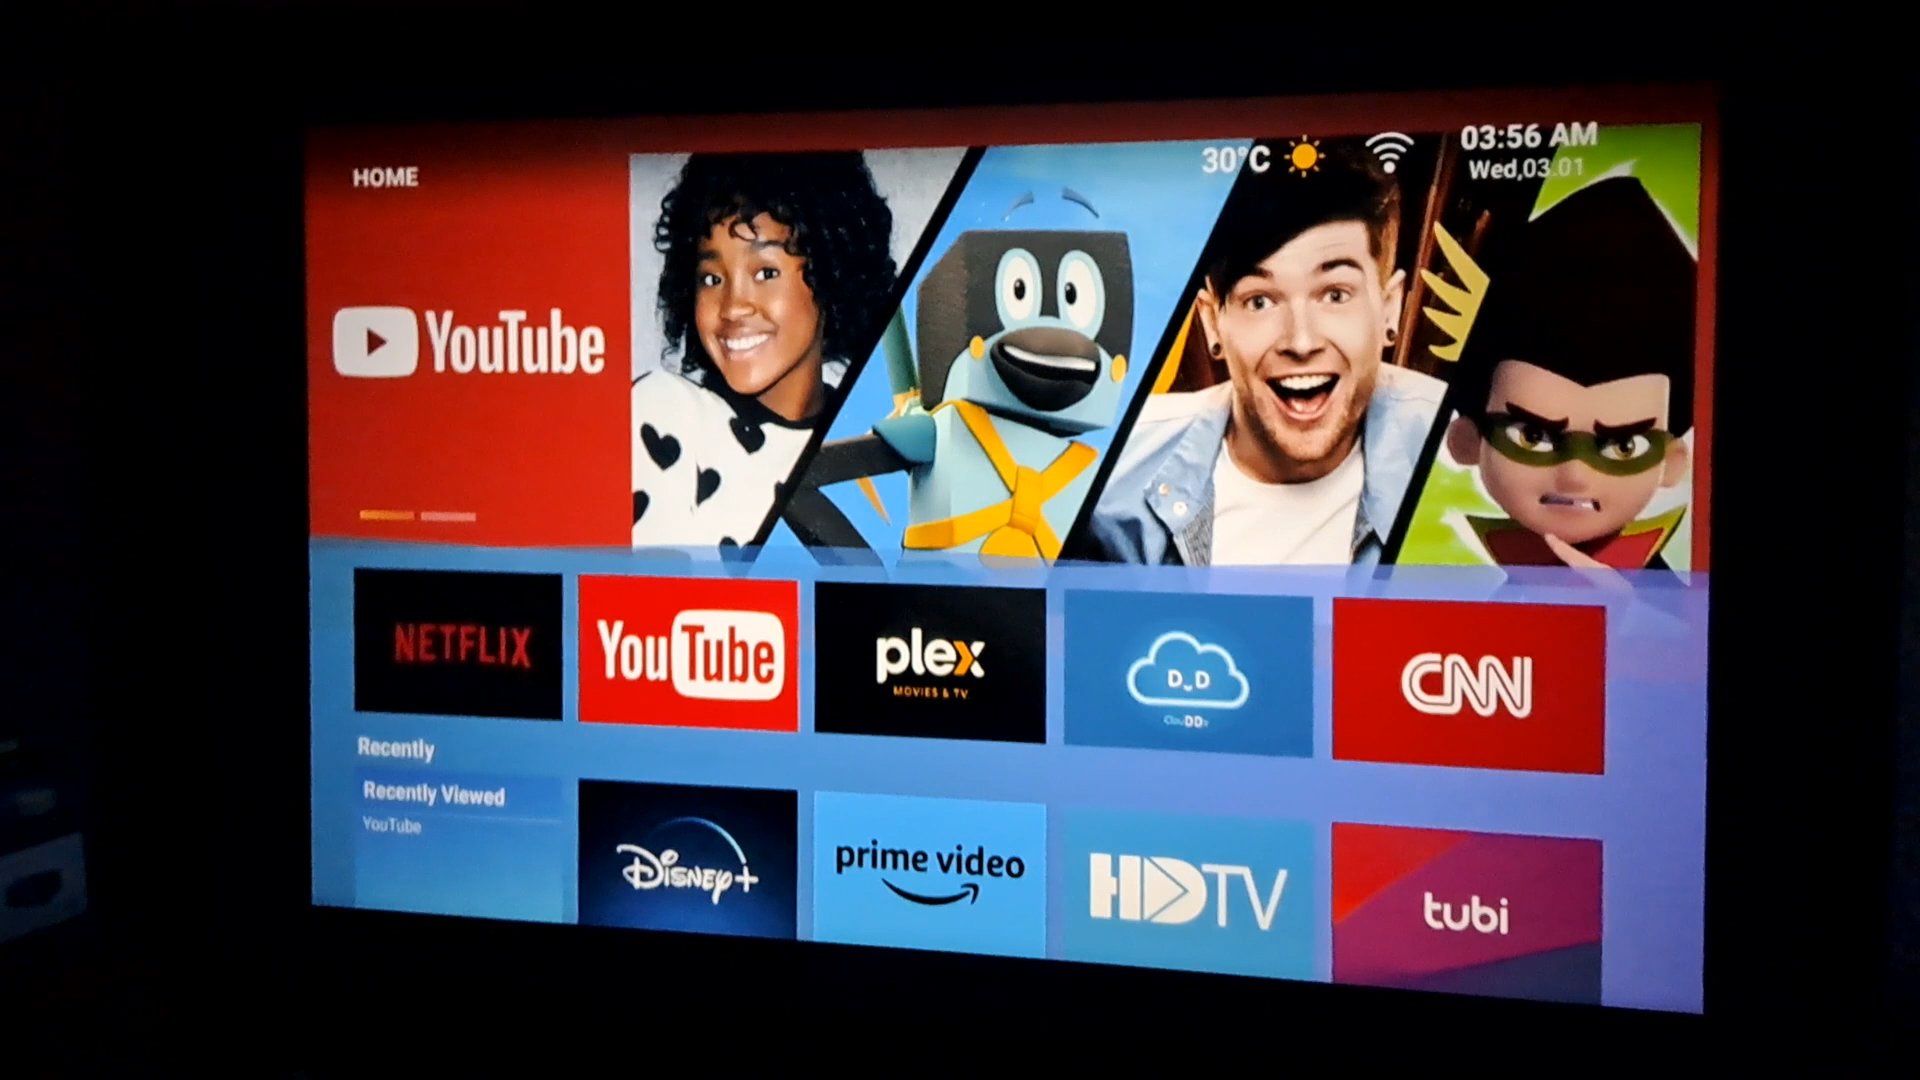 HOME
30°C
03:56 AM
Wed,03.01
YouTube
NETFLIX
YouTube
plex
MOVIES & TV
D_D
ClouDDy
CNN
Recently
Recently Viewed
YouTube
Disney+
prime video
HDTV
tubi